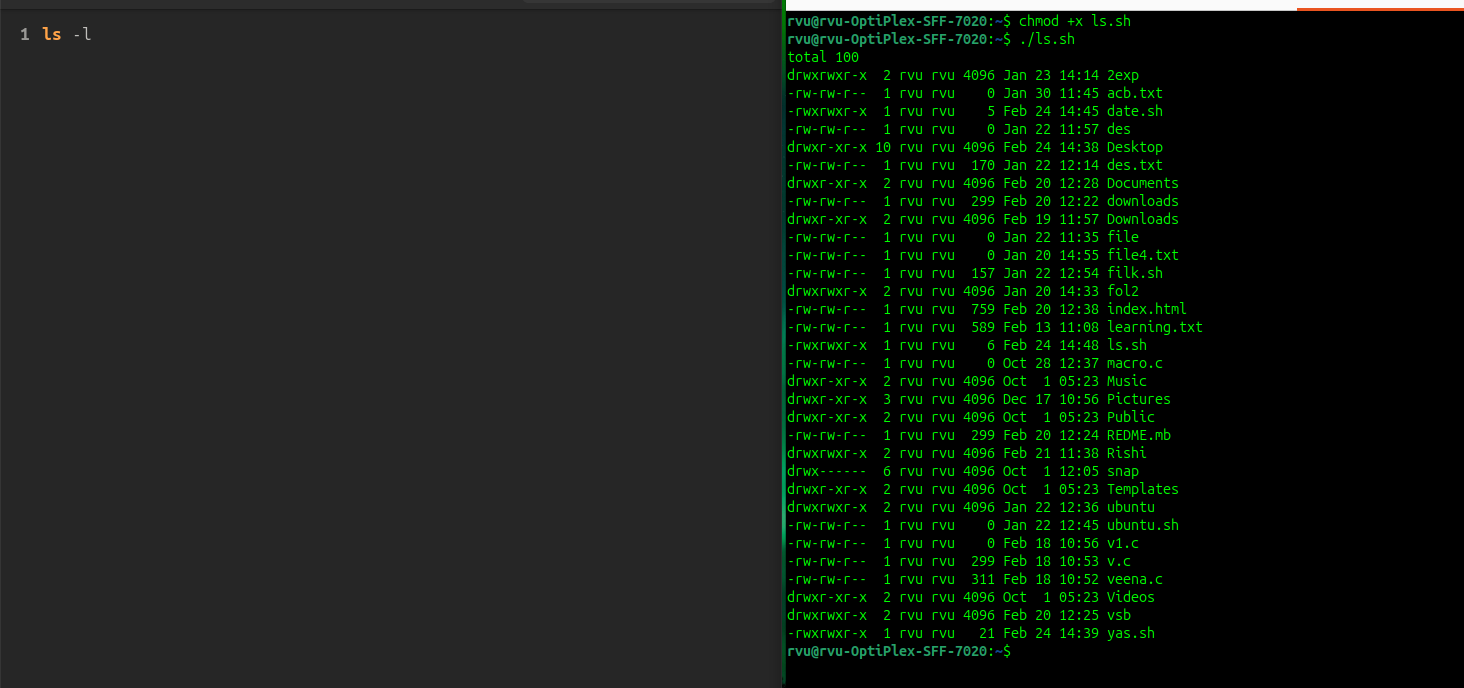 1 ls -l
rvu@rvu-OptiPlex-SFF-7020:~$ chmod +x ls.sh
rvu@rvu-OptiPlex-SFF-7020:~$ ./ls.sh
total 100
drwxrwxr-x  2 rvu rvu 4096 Jan 23 14:14 2exp
-rw-rw-r--  1 rvu rvu    0 Jan 30 11:45 acb.txt
-rwxrwxr-x  1 rvu rvu    5 Feb 24 14:45 date.sh
-rw-rw-r--  1 rvu rvu    0 Jan 22 11:57 des
drwxr-xr-x 10 rvu rvu 4096 Feb 24 14:38 Desktop
-rw-rw-r--  1 rvu rvu  170 Jan 22 12:14 des.txt
drwxr-xr-x  2 rvu rvu 4096 Feb 20 12:28 Documents
-rw-rw-r--  1 rvu rvu  299 Feb 20 12:22 downloads
drwxr-xr-x  2 rvu rvu 4096 Feb 19 11:57 Downloads
-rw-rw-r--  1 rvu rvu    0 Jan 22 11:35 file
-rw-rw-r--  1 rvu rvu    0 Jan 20 14:55 file4.txt
-rw-rw-r--  1 rvu rvu  157 Jan 22 12:54 filk.sh
drwxrwxr-x  2 rvu rvu 4096 Jan 20 14:33 fol2
-rw-rw-r--  1 rvu rvu  759 Feb 20 12:38 index.html
-rw-rw-r--  1 rvu rvu  589 Feb 13 11:08 learning.txt
-rwxrwxr-x  1 rvu rvu    6 Feb 24 14:48 ls.sh
-rw-rw-r--  1 rvu rvu    0 Oct 28 12:37 macro.c
drwxr-xr-x  2 rvu rvu 4096 Oct  1 05:23 Music
drwxr-xr-x  3 rvu rvu 4096 Dec 17 10:56 Pictures
drwxr-xr-x  2 rvu rvu 4096 Oct  1 05:23 Public
-rw-rw-r--  1 rvu rvu  299 Feb 20 12:24 REDME.mb
drwxrwxr-x  2 rvu rvu 4096 Feb 21 11:38 Rishi
drwx------  6 rvu rvu 4096 Oct  1 12:05 snap
drwxr-xr-x  2 rvu rvu 4096 Oct  1 05:23 Templates
drwxrwxr-x  2 rvu rvu 4096 Jan 22 12:36 ubuntu
-rw-rw-r--  1 rvu rvu    0 Jan 22 12:45 ubuntu.sh
-rw-rw-r--  1 rvu rvu    0 Feb 18 10:56 v1.c
-rw-rw-r--  1 rvu rvu  299 Feb 18 10:53 v.c
-rw-rw-r--  1 rvu rvu  311 Feb 18 10:52 veena.c
drwxr-xr-x  2 rvu rvu 4096 Oct  1 05:23 Videos
drwxrwxr-x  2 rvu rvu 4096 Feb 20 12:25 vsb
-rwxrwxr-x  1 rvu rvu   21 Feb 24 14:39 yas.sh
rvu@rvu-OptiPlex-SFF-7020:~$